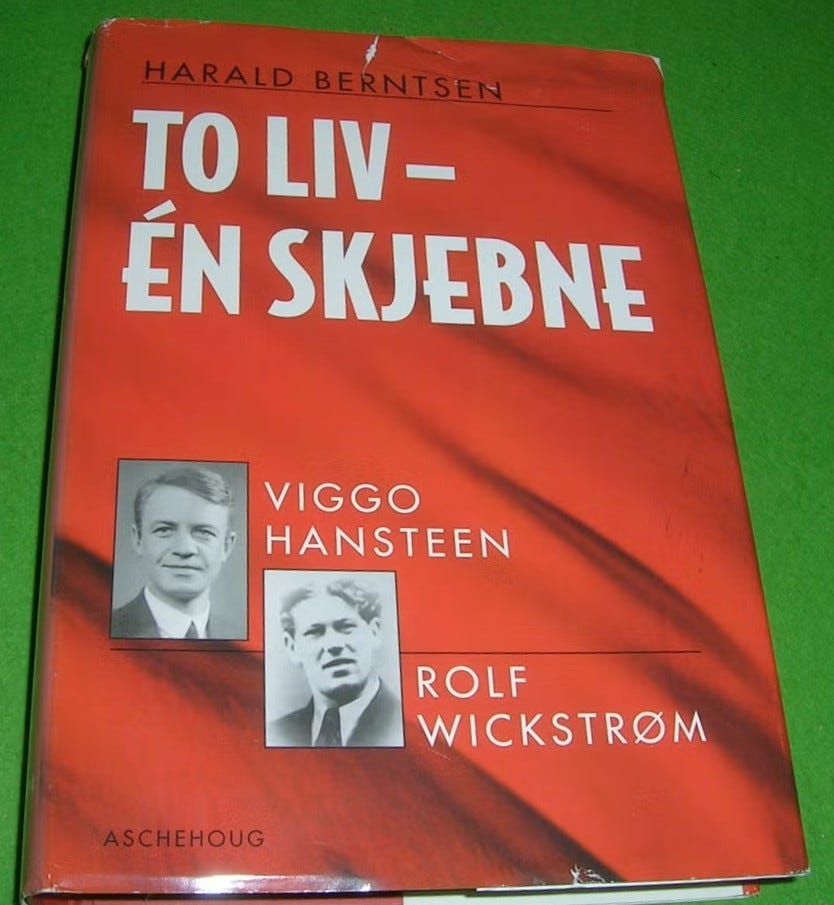 HARALD BERNTSEN
TO LIV –
ÉN SKJEBNE
VIGGO
HANSTEEN
ROLF
WICKSTRØM
ASCHEHOUG